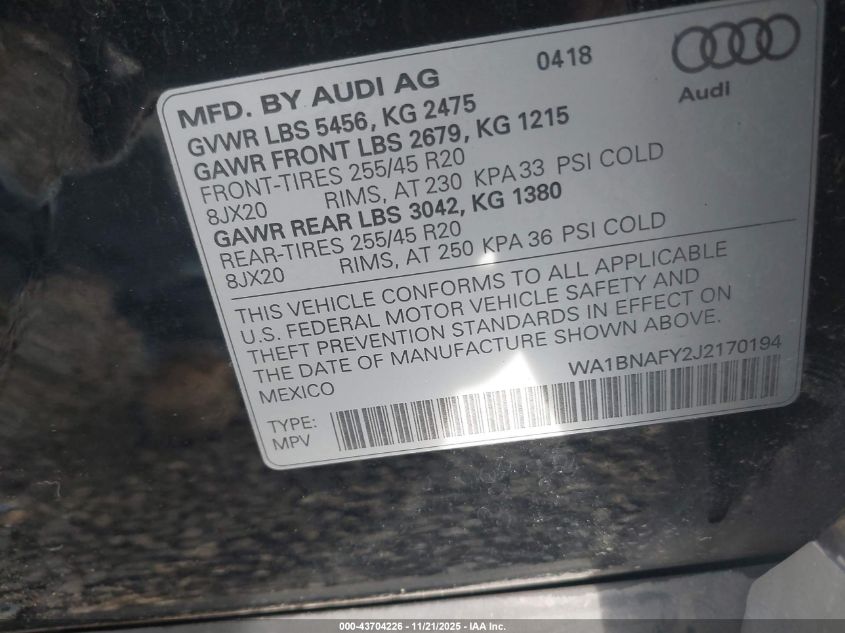 MFD. BY AUDI AG 0418
Audi
GVWR LBS 5456, KG 2475
GAWR FRONT LBS 2679, KG 1215
FRONT-TIRES 255/45 R20
8JX20 RIMS, AT 230 KPA 33 PSI COLD
GAWR REAR LBS 3042, KG 1380
REAR-TIRES 255/45 R20
8JX20 RIMS, AT 250 KPA 36 PSI COLD
THIS VEHICLE CONFORMS TO ALL APPLICABLE
U.S. FEDERAL MOTOR VEHICLE SAFETY AND
THEFT PREVENTION STANDARDS IN EFFECT ON
THE DATE OF MANUFACTURE SHOWN ABOVE.
MEXICO WA1BNAFY2J2170194
TYPE:
MPV
000-43704226 - 11/21/2025 - IAA Inc.